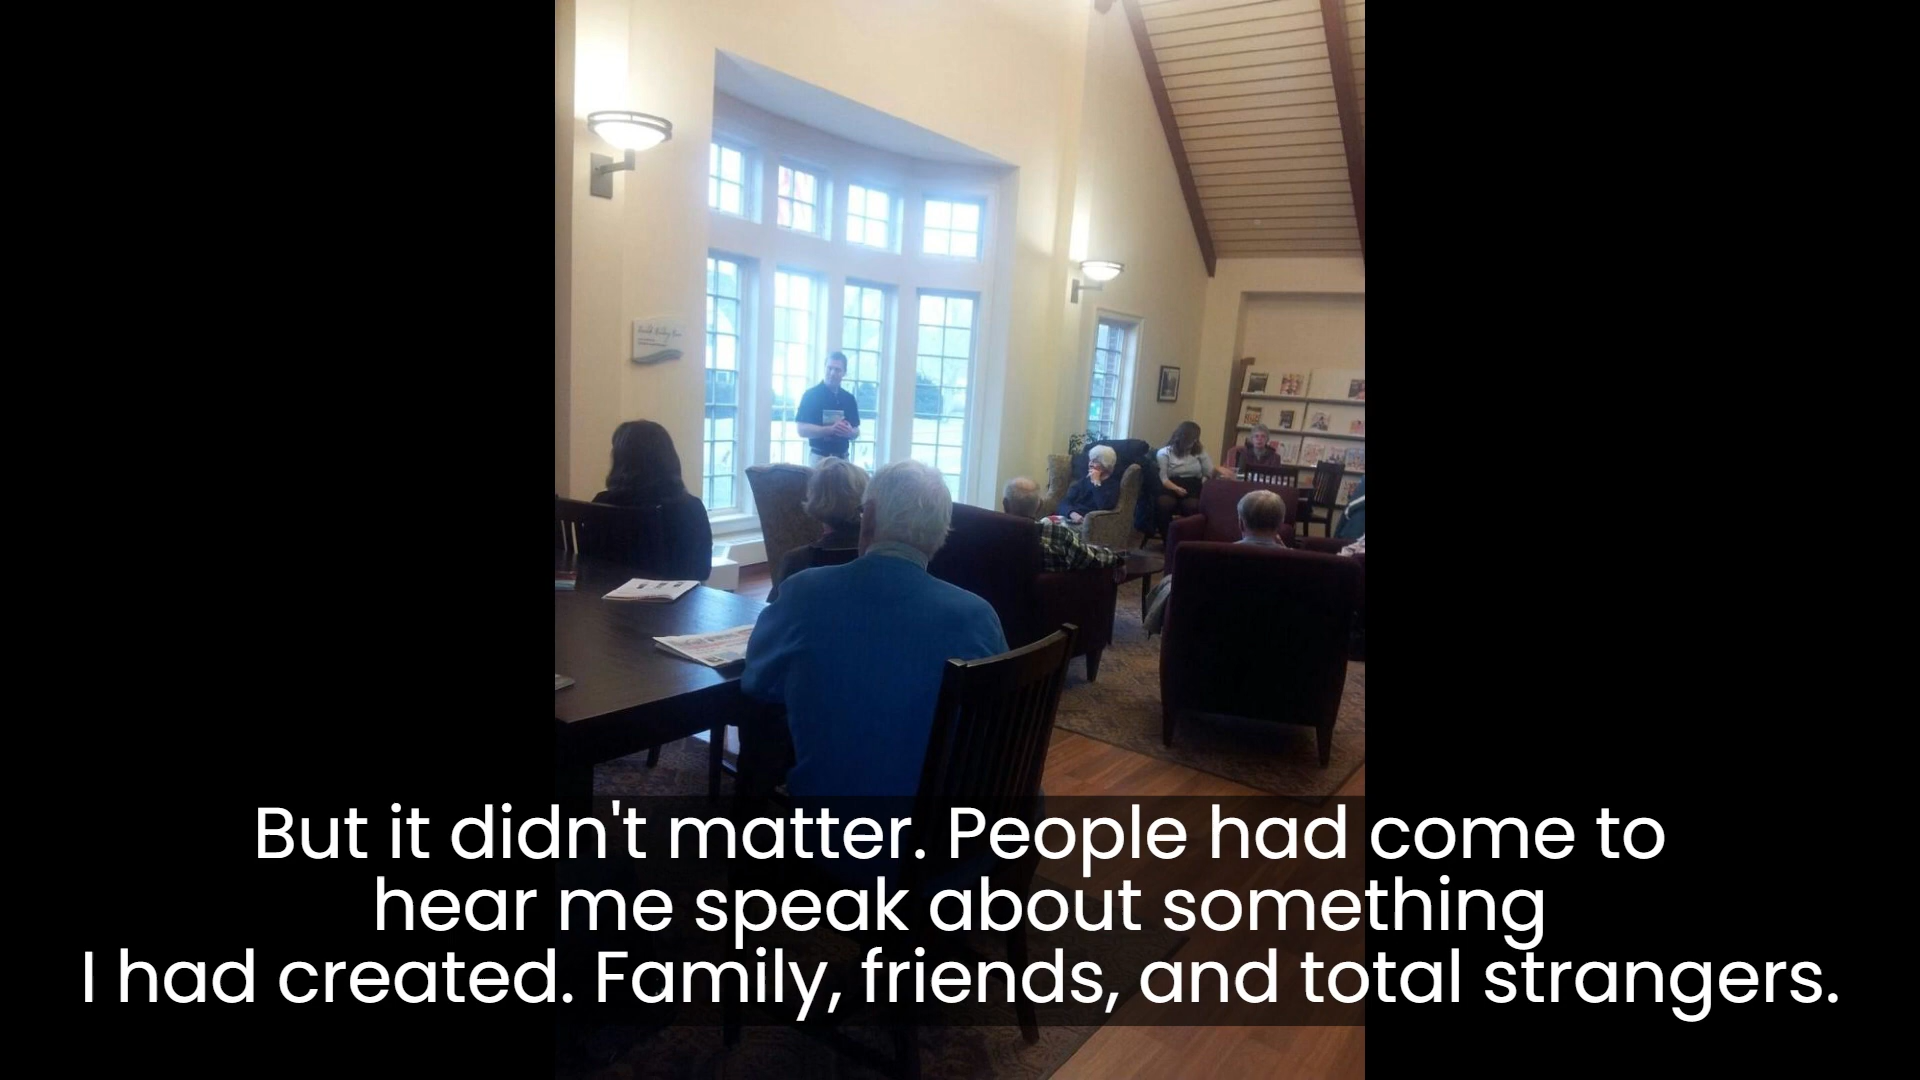 But it didn't matter. People had come to
hear me speak about something
I had created. Family, friends, and total strangers.